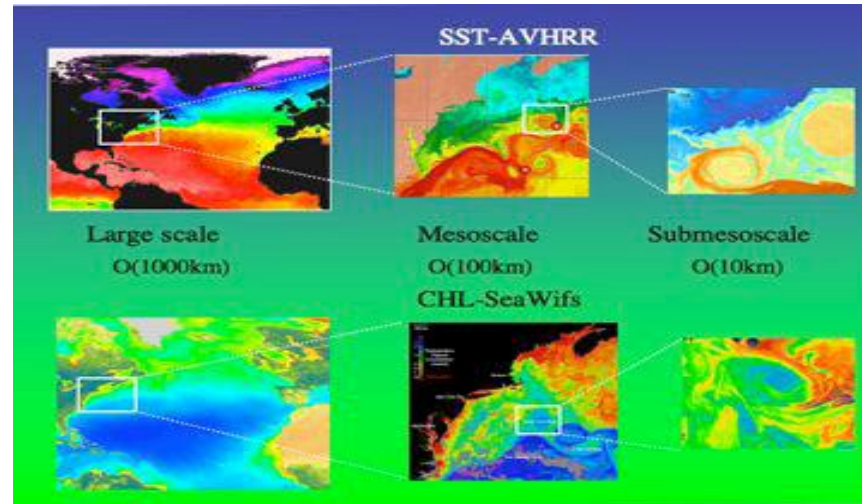 SST-AVHRR
Large scale
Mesoscale
Submesoscale
O(1000km)
O(100km)
O(10km)
CHL-SeaWifs